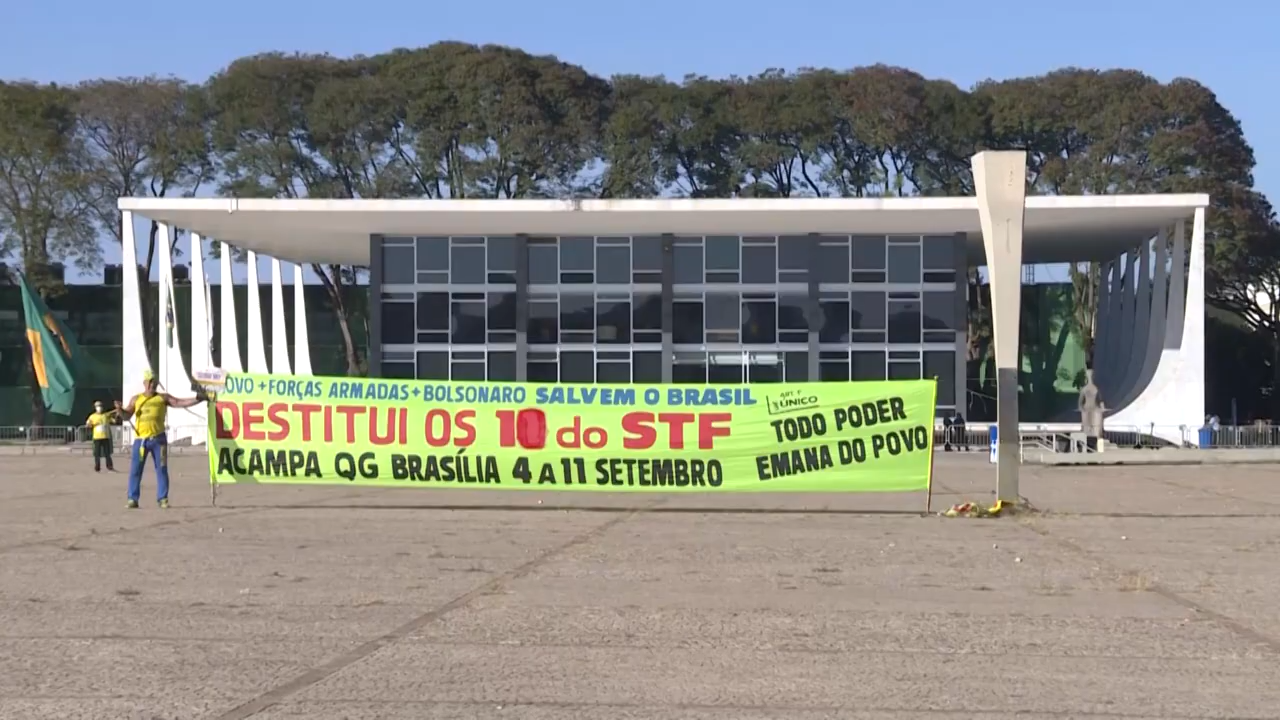 OVO + FORÇAS ARMADAS + BOLSONARO SALVEM O BRASIL
DESTITUI OS 10 do STF
ACAMPA QG BRASÍLIA 4 A 11 SETEMBRO
ART 1º
ÚNICO
TODO PODER
EMANA DO POVO